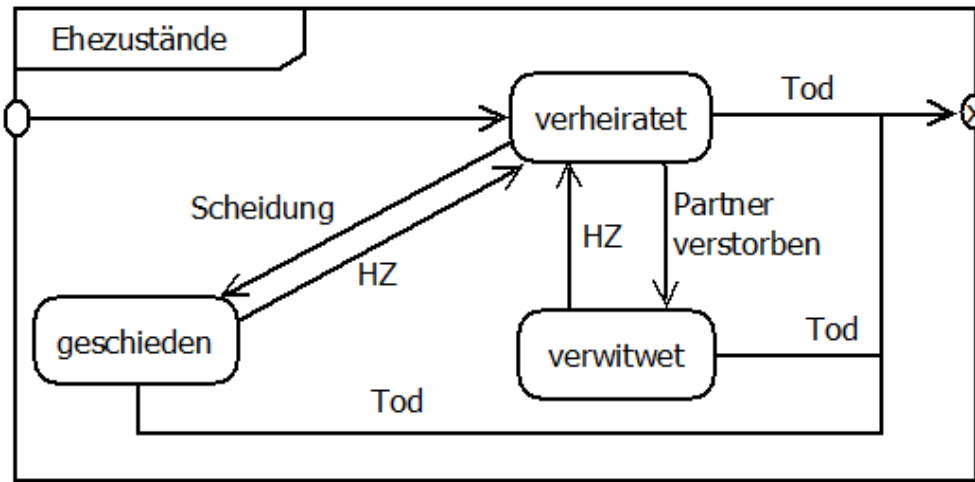 Ehezustände
Tod
verheiratet
Scheidung
HZ
HZ
Partner
verstorben
geschieden
verwitwet
Tod
Tod